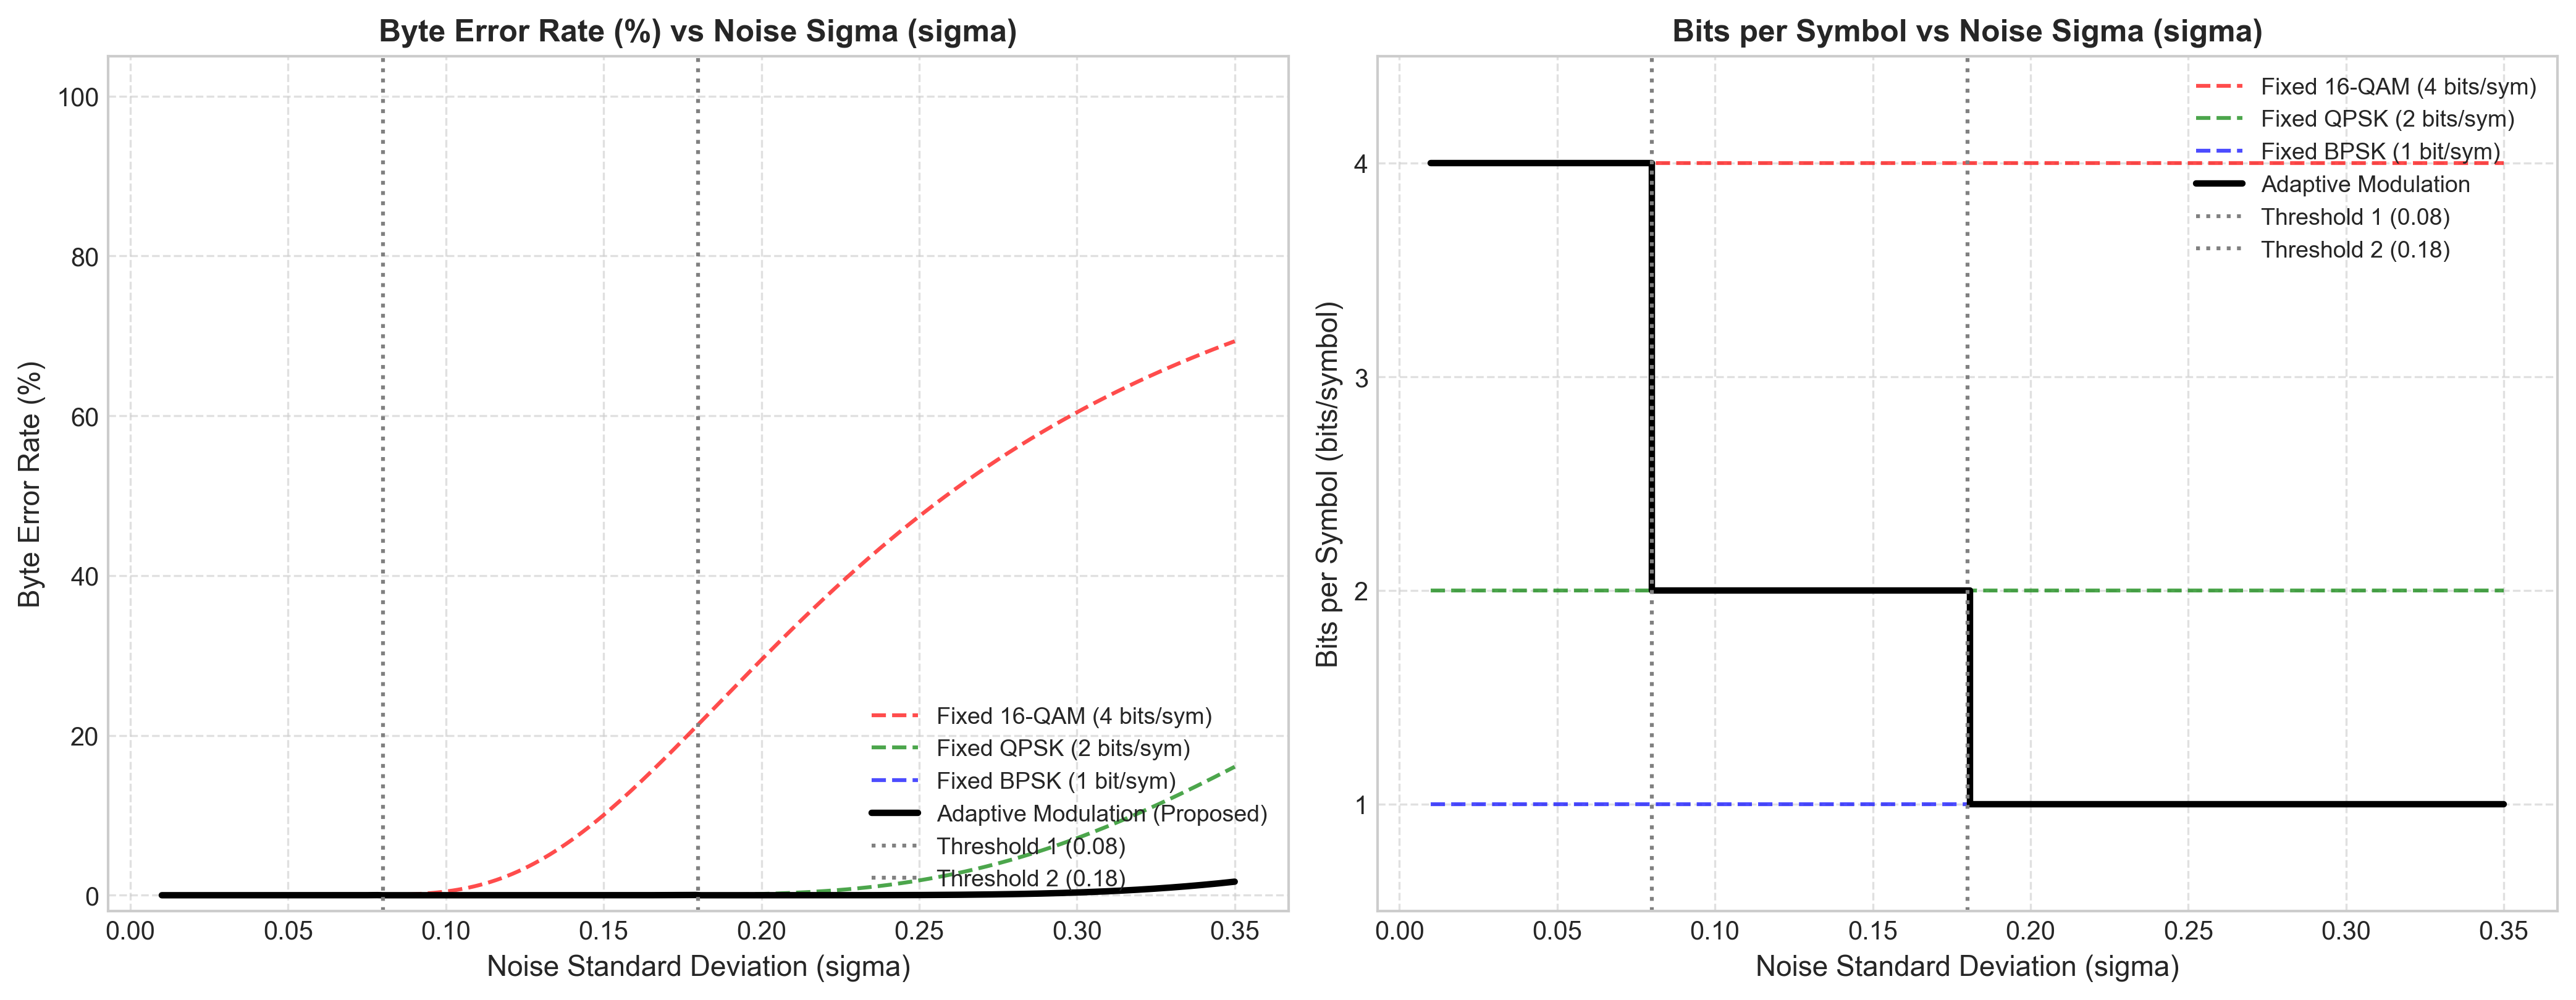 Byte Error Rate (%) vs Noise Sigma (sigma)
Byte Error Rate (%)
100
80
60
40
20
0
Fixed 16-QAM (4 bits/sym)
Fixed QPSK (2 bits/sym)
Fixed BPSK (1 bit/sym)
Adaptive Modulation (Proposed)
Threshold 1 (0.08)
Threshold 2 (0.18)
0.00 0.05 0.10 0.15 0.20 0.25 0.30 0.35
Noise Standard Deviation (sigma)
Bits per Symbol vs Noise Sigma (sigma)
Bits per Symbol (bits/symbol)
4
3
2
1
Fixed 16-QAM (4 bits/sym)
Fixed QPSK (2 bits/sym)
Fixed BPSK (1 bit/sym)
Adaptive Modulation
Threshold 1 (0.08)
Threshold 2 (0.18)
0.00 0.05 0.10 0.15 0.20 0.25 0.30 0.35
Noise Standard Deviation (sigma)